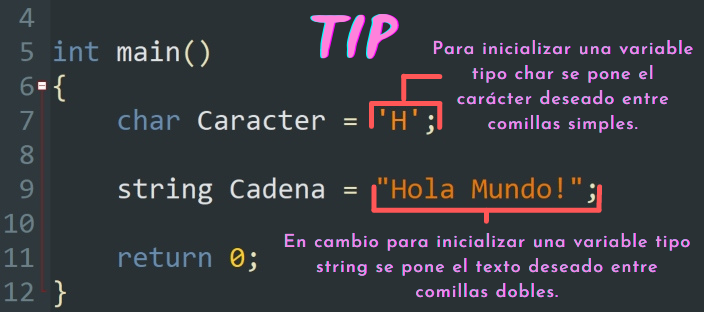 TIP
4
5 int main()
6 {
7 char Caracter = 'H';
8
9 string Cadena = "Hola Mundo!";
10
11 return 0;
12 }
Para inicializar una variable
tipo char se pone el
carácter deseado entre
comillas simples.
En cambio para inicializar una variable tipo
string se pone el texto deseado entre
comillas dobles.